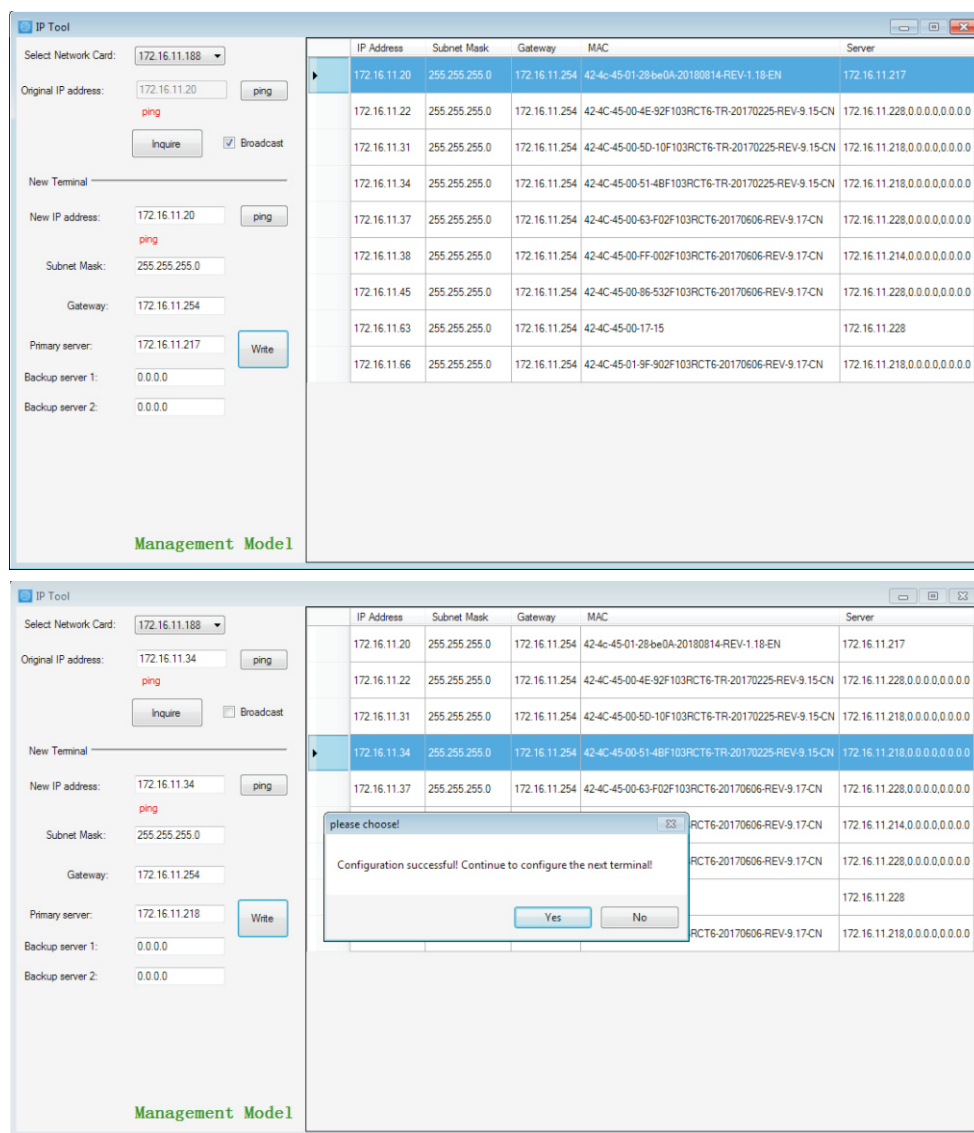 IP Tool
IP Address Subnet Mask Gateway MAC Server
Select Network Card: 172.16.11.188
172.16.11.20 255.255.255.0 172.16.11.254 42-4c-45-01-28-be0A-20180814-REV-1.18-EN 172.16.11.217
Original IP address: 172.16.11.20 ping
ping
172.16.11.22 255.255.255.0 172.16.11.254 42-4C-45-00-4E-92F103RCT6-TR-20170225-REV-9.15-CN 172.16.11.228,0.0.0.0,0.0.0.0
Inquire Broadcast
172.16.11.31 255.255.255.0 172.16.11.254 42-4C-45-00-5D-10F103RCT6-TR-20170225-REV-9.15-CN 172.16.11.218,0.0.0.0,0.0.0.0
New Terminal
172.16.11.34 255.255.255.0 172.16.11.254 42-4C-45-00-51-4BF103RCT6-TR-20170225-REV-9.15-CN 172.16.11.218,0.0.0.0,0.0.0.0
New IP address: 172.16.11.20 ping
172.16.11.37 255.255.255.0 172.16.11.254 42-4C-45-00-63-F02F103RCT6-20170606-REV-9.17-CN 172.16.11.228,0.0.0.0,0.0.0.0
ping
172.16.11.38 255.255.255.0 172.16.11.254 42-4C-45-00-FF-002F103RCT6-20170606-REV-9.17-CN 172.16.11.214,0.0.0.0,0.0.0.0
Subnet Mask: 255.255.255.0
172.16.11.45 255.255.255.0 172.16.11.254 42-4C-45-00-86-532F103RCT6-20170606-REV-9.17-CN 172.16.11.228,0.0.0.0,0.0.0.0
Gateway: 172.16.11.254
172.16.11.63 255.255.255.0 172.16.11.254 42-4C-45-00-17-15 172.16.11.228
Primary server: 172.16.11.217 Write
172.16.11.66 255.255.255.0 172.16.11.254 42-4C-45-01-9F-902F103RCT6-20170606-REV-9.17-CN 172.16.11.218,0.0.0.0,0.0.0.0
Backup server 1: 0.0.0.0
Backup server 2: 0.0.0.0
Management Model
IP Tool
IP Address Subnet Mask Gateway MAC Server
Select Network Card: 172.16.11.188
172.16.11.20 255.255.255.0 172.16.11.254 42-4c-45-01-28-be0A-20180814-REV-1.18-EN 172.16.11.217
Original IP address: 172.16.11.34 ping
ping
172.16.11.22 255.255.255.0 172.16.11.254 42-4C-45-00-4E-92F103RCT6-TR-20170225-REV-9.15-CN 172.16.11.228,0.0.0.0,0.0.0.0
Inquire Broadcast
172.16.11.31 255.255.255.0 172.16.11.254 42-4C-45-00-5D-10F103RCT6-TR-20170225-REV-9.15-CN 172.16.11.218,0.0.0.0,0.0.0.0
New Terminal
172.16.11.34 255.255.255.0 172.16.11.254 42-4C-45-00-51-4BF103RCT6-TR-20170225-REV-9.15-CN 172.16.11.218,0.0.0.0,0.0.0.0
New IP address: 172.16.11.34 ping
172.16.11.37 255.255.255.0 172.16.11.254 42-4C-45-00-63-F02F103RCT6-20170606-REV-9.17-CN 172.16.11.228,0.0.0.0,0.0.0.0
ping
please choose!
RCT6-20170606-REV-9.17-CN 172.16.11.214,0.0.0.0,0.0.0.0
Subnet Mask: 255.255.255.0
Configuration successful! Continue to configure the next terminal!
RCT6-20170606-REV-9.17-CN 172.16.11.228,0.0.0.0,0.0.0.0
Gateway: 172.16.11.254
172.16.11.228
Primary server: 172.16.11.218 Write
Yes No
RCT6-20170606-REV-9.17-CN 172.16.11.218,0.0.0.0,0.0.0.0
Backup server 1: 0.0.0.0
Backup server 2: 0.0.0.0
Management Model